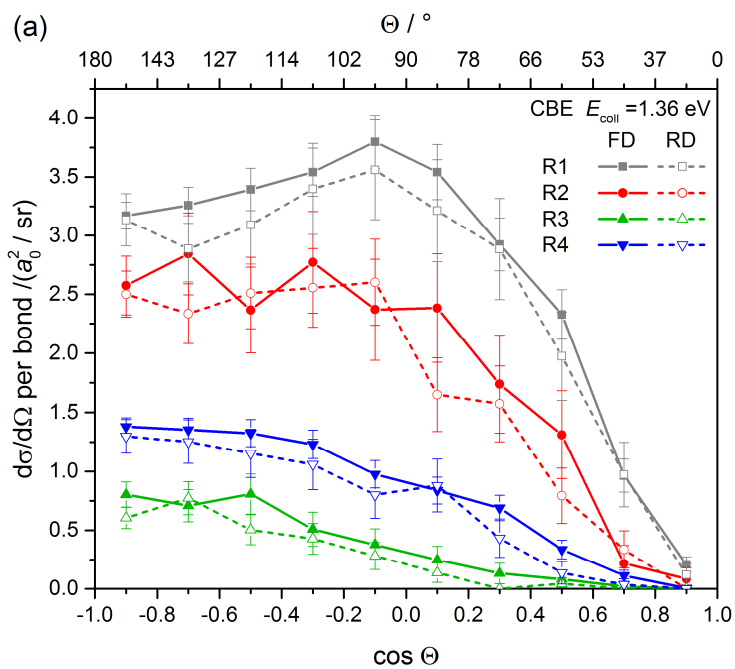 (a)
Θ / °
180 143 127 114 102 90 78 66 53 37 0
CBE Ecoll =1.36 eV
FD RD
R1
R2
R3
R4
dσ/dΩ per bond /(a₀² / sr)
4.0
3.5
3.0
2.5
2.0
1.5
1.0
0.5
0.0
-1.0 -0.8 -0.6 -0.4 -0.2 0.0 0.2 0.4 0.6 0.8 1.0
cos Θ